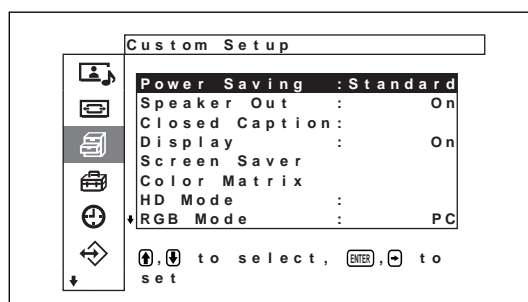 Custom Setup
Power Saving :Standard
Speaker Out : On
Closed Caption:
Display : On
Screen Saver
Color Matrix
HD Mode :
RGB Mode : PC
, to select, ENTER , to
set